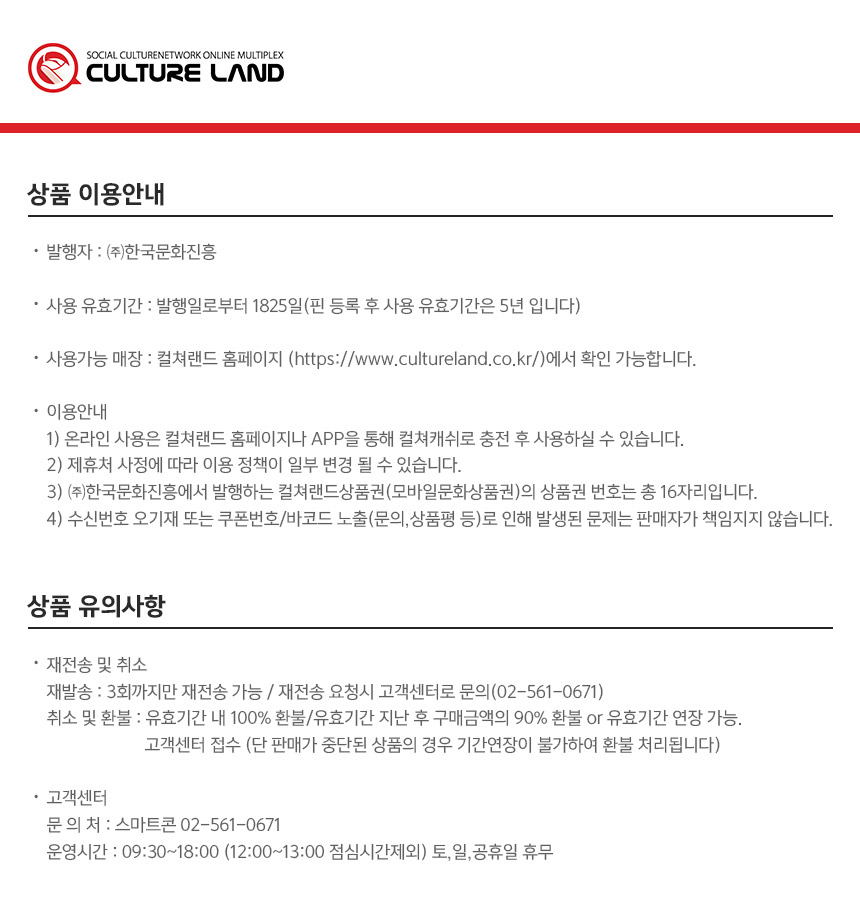 SOCIAL CULTURENETWORK ONLINE MULTIPLEX
CULTURE LAND
상품 이용안내
· 발행자 : ㈜한국문화진흥
· 사용 유효기간 : 발행일로부터 1825일(핀 등록 후 사용 유효기간은 5년 입니다)
· 사용가능 매장 : 컬쳐랜드 홈페이지 (https://www.cultureland.co.kr/)에서 확인 가능합니다.
· 이용안내
1) 온라인 사용은 컬쳐랜드 홈페이지나 APP을 통해 컬쳐캐쉬로 충전 후 사용하실 수 있습니다.
2) 제휴처 사정에 따라 이용 정책이 일부 변경 될 수 있습니다.
3) ㈜한국문화진흥에서 발행하는 컬쳐랜드상품권(모바일문화상품권)의 상품권 번호는 총 16자리입니다.
4) 수신번호 오기재 또는 쿠폰번호/바코드 노출(문의,상품평 등)로 인해 발생된 문제는 판매자가 책임지지 않습니다.
상품 유의사항
· 재전송 및 취소
재발송 : 3회까지만 재전송 가능 / 재전송 요청시 고객센터로 문의(02-561-0671)
취소 및 환불 : 유효기간 내 100% 환불/유효기간 지난 후 구매금액의 90% 환불 or 유효기간 연장 가능.
고객센터 접수 (단 판매가 중단된 상품의 경우 기간연장이 불가하여 환불 처리됩니다)
· 고객센터
문 의 처 : 스마트콘 02-561-0671
운영시간 : 09:30~18:00 (12:00~13:00 점심시간제외) 토,일,공휴일 휴무